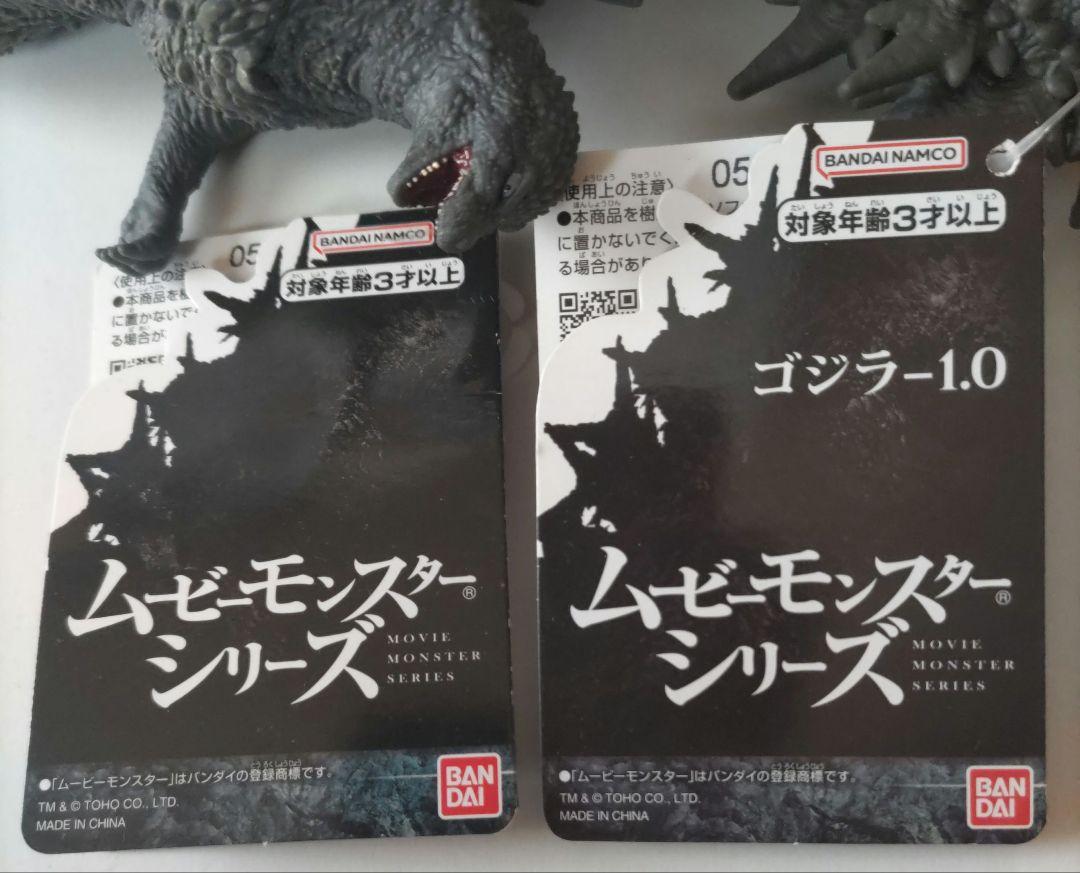 05
BANDAI NAMCO
対象年齢3才以上
〈使用上の注
●本商品を
に置かないで
る場合が
ムービーモンスター®
シリーズ
MOVIE
MONSTER
SERIES
●「ムービーモンスター」はバンダイの登録商標です。
TM & © TOHO CO., LTD.
MADE IN CHINA
BAN
DAI
05
BANDAI NAMCO
対象年齢3才以上
使用上の注意〉
●本商品を樹
ソフ
に置かないでく
る場合があり
ゴジラ-1.0
ムービーモンスター®
シリーズ
MOVIE
MONSTER
SERIES
●「ムービーモンスター」はバンダイの登録商標です。
TM & © TOHO CO., LTD.
MADE IN CHINA
BAN
DAI